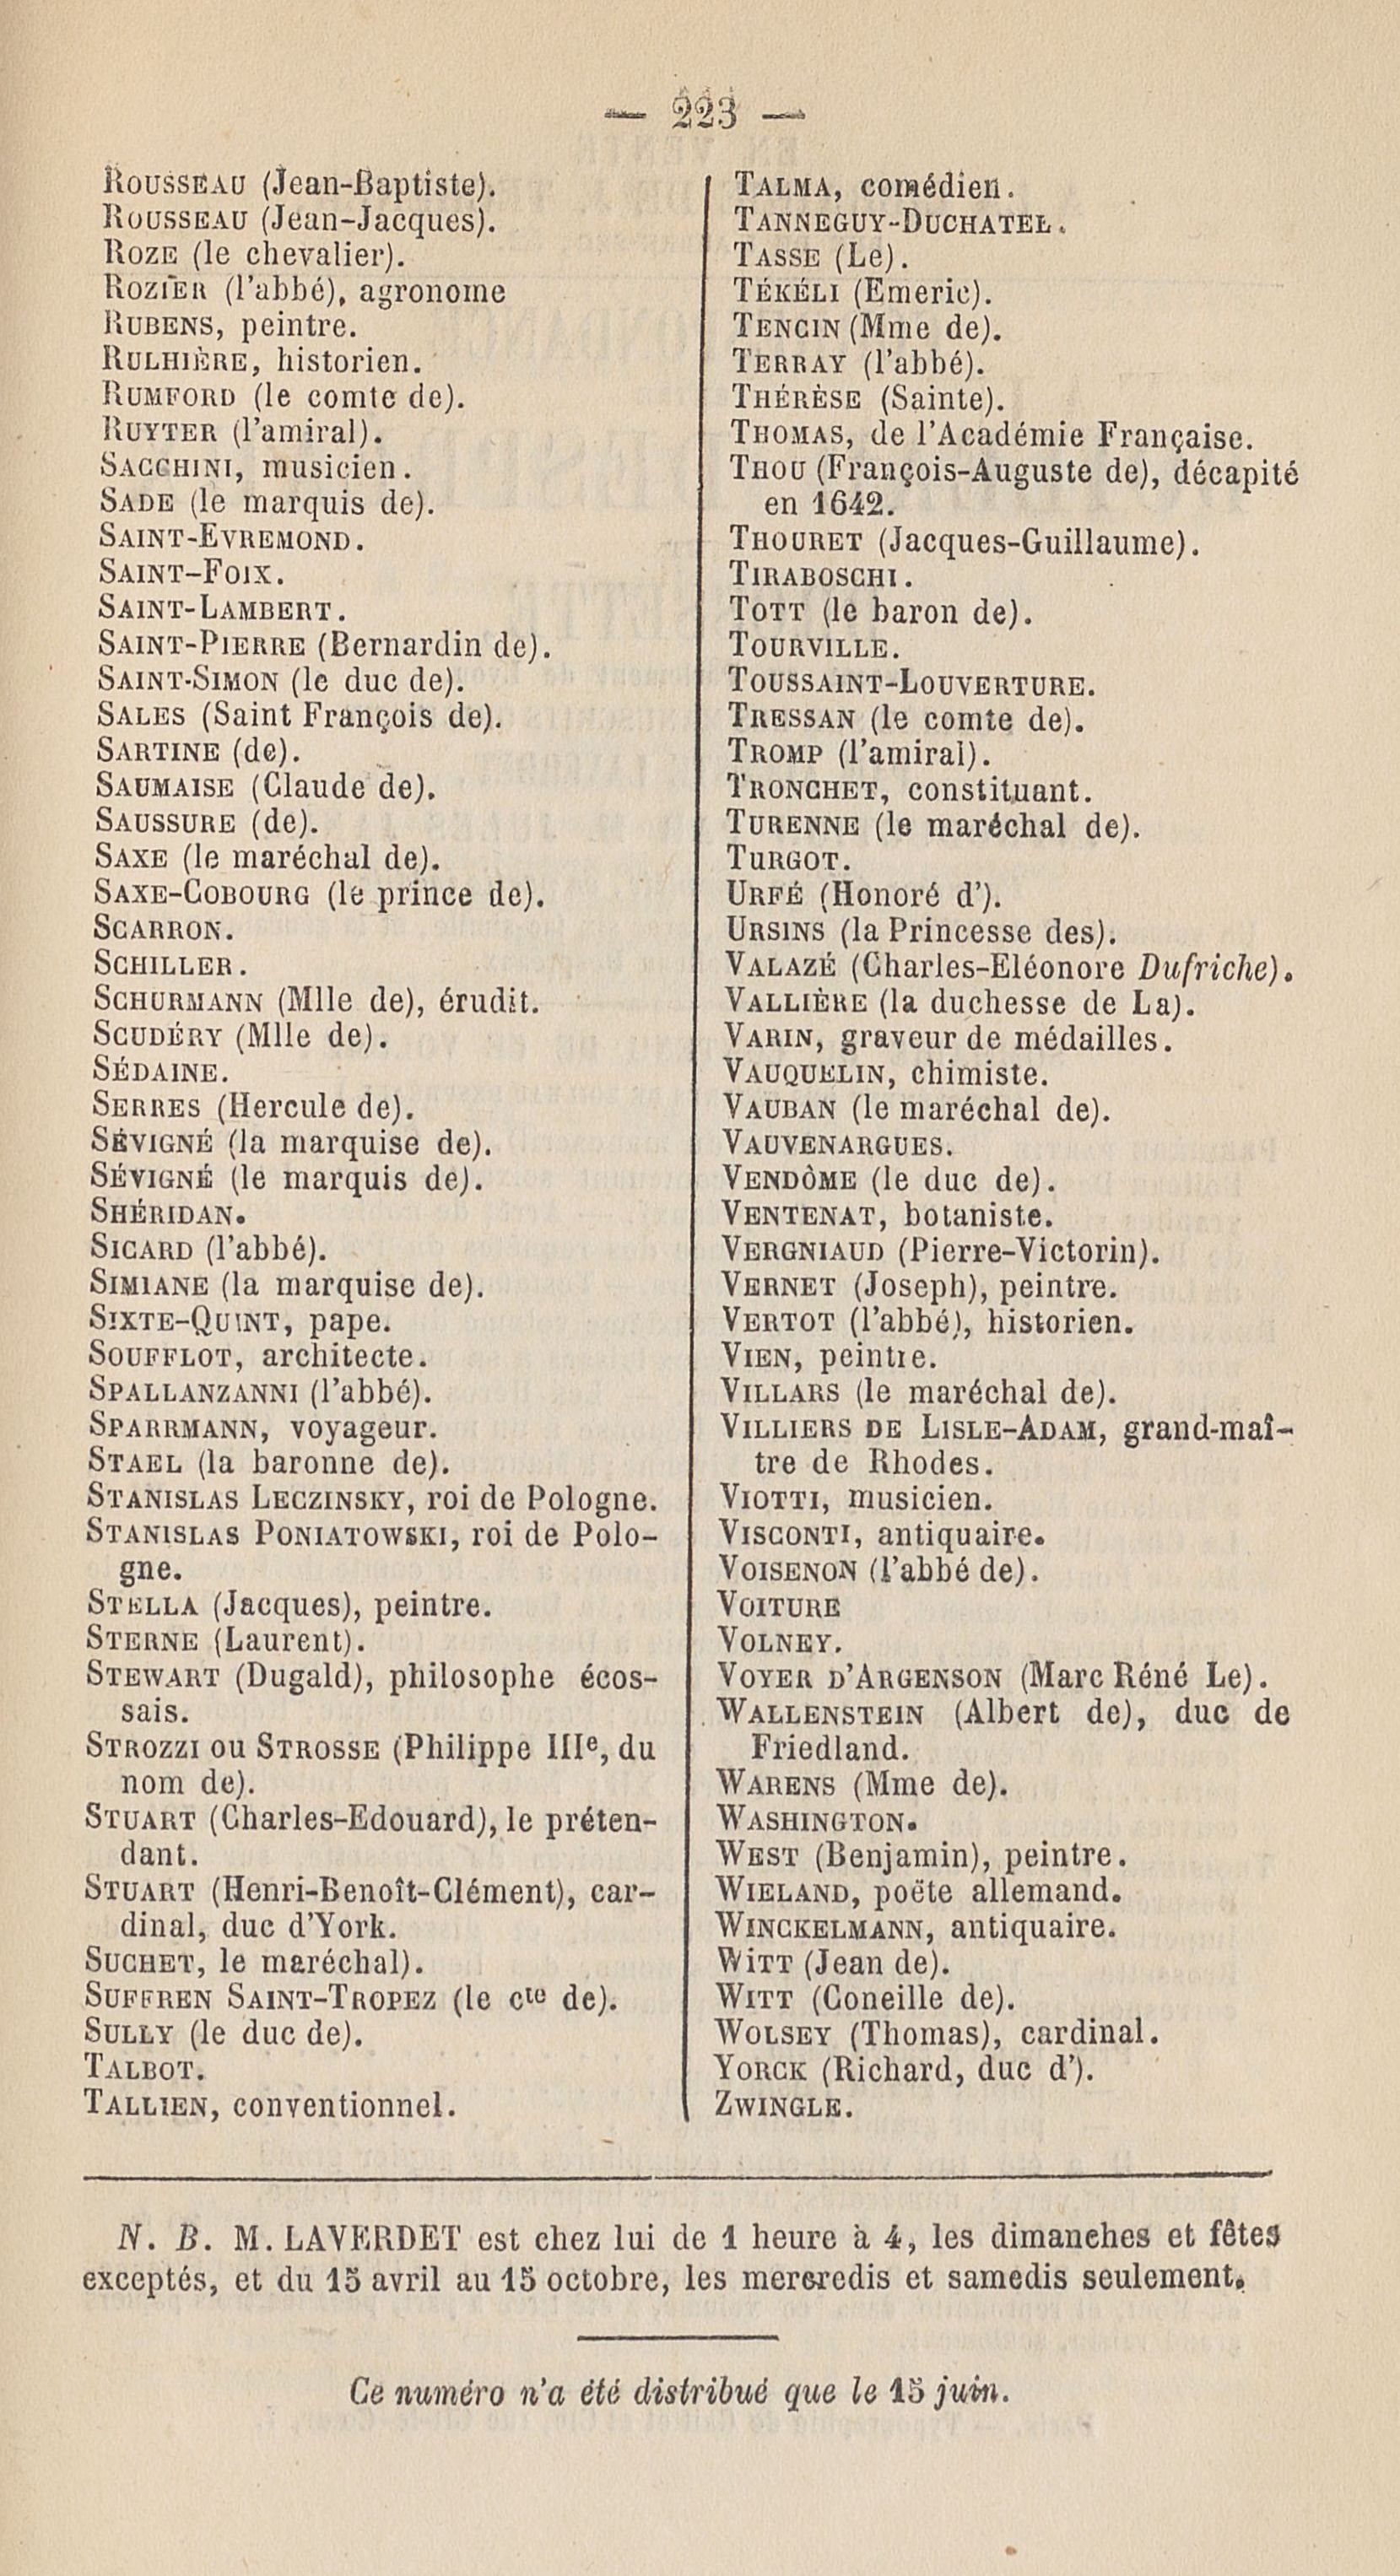 — 223 —
ROUSSEAU (Jean-Baptiste).
ROUSSEAU (Jean-Jacques).
ROZE (le chevalier).
ROZIER (l'abbé), agronome
RUBENS, peintre.
RULHIÈRE, historien.
RUMFORD (le comte de).
RUYTER (l'amiral).
SACCHINI, musicien.
SADE (le marquis de).
SAINT-EVREMOND.
SAINT-FOIX.
SAINT-LAMBERT.
SAINT-PIERRE (Bernardin de).
SAINT-SIMON (le duc de).
SALES (Saint François de).
SARTINE (de).
SAUMAISE (Claude de).
SAUSSURE (de).
SAXE (le maréchal de).
SAXE-COBOURG (le prince de).
SCARRON.
SCHILLER.
SCHURMANN (Mlle de), érudit.
SCUDÉRY (Mlle de).
SÉDAINE.
SERRES (Hercule de).
SÉVIGNÉ (la marquise de).
SÉVIGNÉ (le marquis de).
SHÉRIDAN.
SICARD (l'abbé).
SIMIANE (la marquise de).
SIXTE-QUINT, pape.
SOUFFLOT, architecte.
SPALLANZANNI (l'abbé).
SPARRMANN, voyageur.
STAEL (la baronne de).
STANISLAS LECZINSKY, roi de Pologne.
STANISLAS PONIATOWSKI, roi de Polo-
gne.
STELLA (Jacques), peintre.
STERNE (Laurent).
STEWART (Dugald), philosophe écos-
sais.
STROZZI ou STROSSE (Philippe IIIe, du
nom de).
STUART (Charles-Edouard), le préten-
dant.
STUART (Henri-Benoît-Clément), car-
dinal, duc d'York.
SUCHET, le maréchal).
SUFFREN SAINT-TROPEZ (le cte de).
SULLY (le duc de).
TALBOT.
TALLIEN, conventionnel.
TALMA, comédien.
TANNEGUY-DUCHATEL.
TASSE (Le).
TÉKÉLI (Emeric).
TENCIN (Mme de).
TERRAY (l'abbé).
THÉRÈSE (Sainte).
THOMAS, de l'Académie Française.
THOU (François-Auguste de), décapité
en 1642.
THOURET (Jacques-Guillaume).
TIRABOSCHI.
TOTT (le baron de).
TOURVILLE.
TOUSSAINT-LOUVERTURE.
TRESSAN (le comte de).
TROMP (l'amiral).
TRONCHET, constituant.
TURENNE (le maréchal de).
TURGOT.
URFÉ (Honoré d').
URSINS (la Princesse des).
VALAZÉ (Charles-Eléonore Dufriche).
VALLIÈRE (la duchesse de La).
VARIN, graveur de médailles.
VAUQUELIN, chimiste.
VAUBAN (le maréchal de).
VAUVENARGUES.
VENDÔME (le duc de).
VENTENAT, botaniste.
VERGNIAUD (Pierre-Victorin).
VERNET (Joseph), peintre.
VERTOT (l'abbé), historien.
VIEN, peintre.
VILLARS (le maréchal de).
VILLIERS DE LISLE-ADAM, grand-maî-
tre de Rhodes.
VIOTTI, musicien.
VISCONTI, antiquaire.
VOISENON (l'abbé de).
VOITURE
VOLNEY.
VOYER D'ARGENSON (Marc Réné Le).
WALLENSTEIN (Albert de), duc de
Friedland.
WARENS (Mme de).
WASHINGTON.
WEST (Benjamin), peintre.
WIELAND, poëte allemand.
WINCKELMANN, antiquaire.
WITT (Jean de).
WITT (Coneille de).
WOLSEY (Thomas), cardinal.
YORCK (Richard, duc d').
ZWINGLE.
N. B. M. LAVERDET est chez lui de 1 heure à 4, les dimanches et fêtes
exceptés, et du 15 avril au 15 octobre, les mercredis et samedis seulement.
Ce numéro n'a été distribué que le 15 juin.